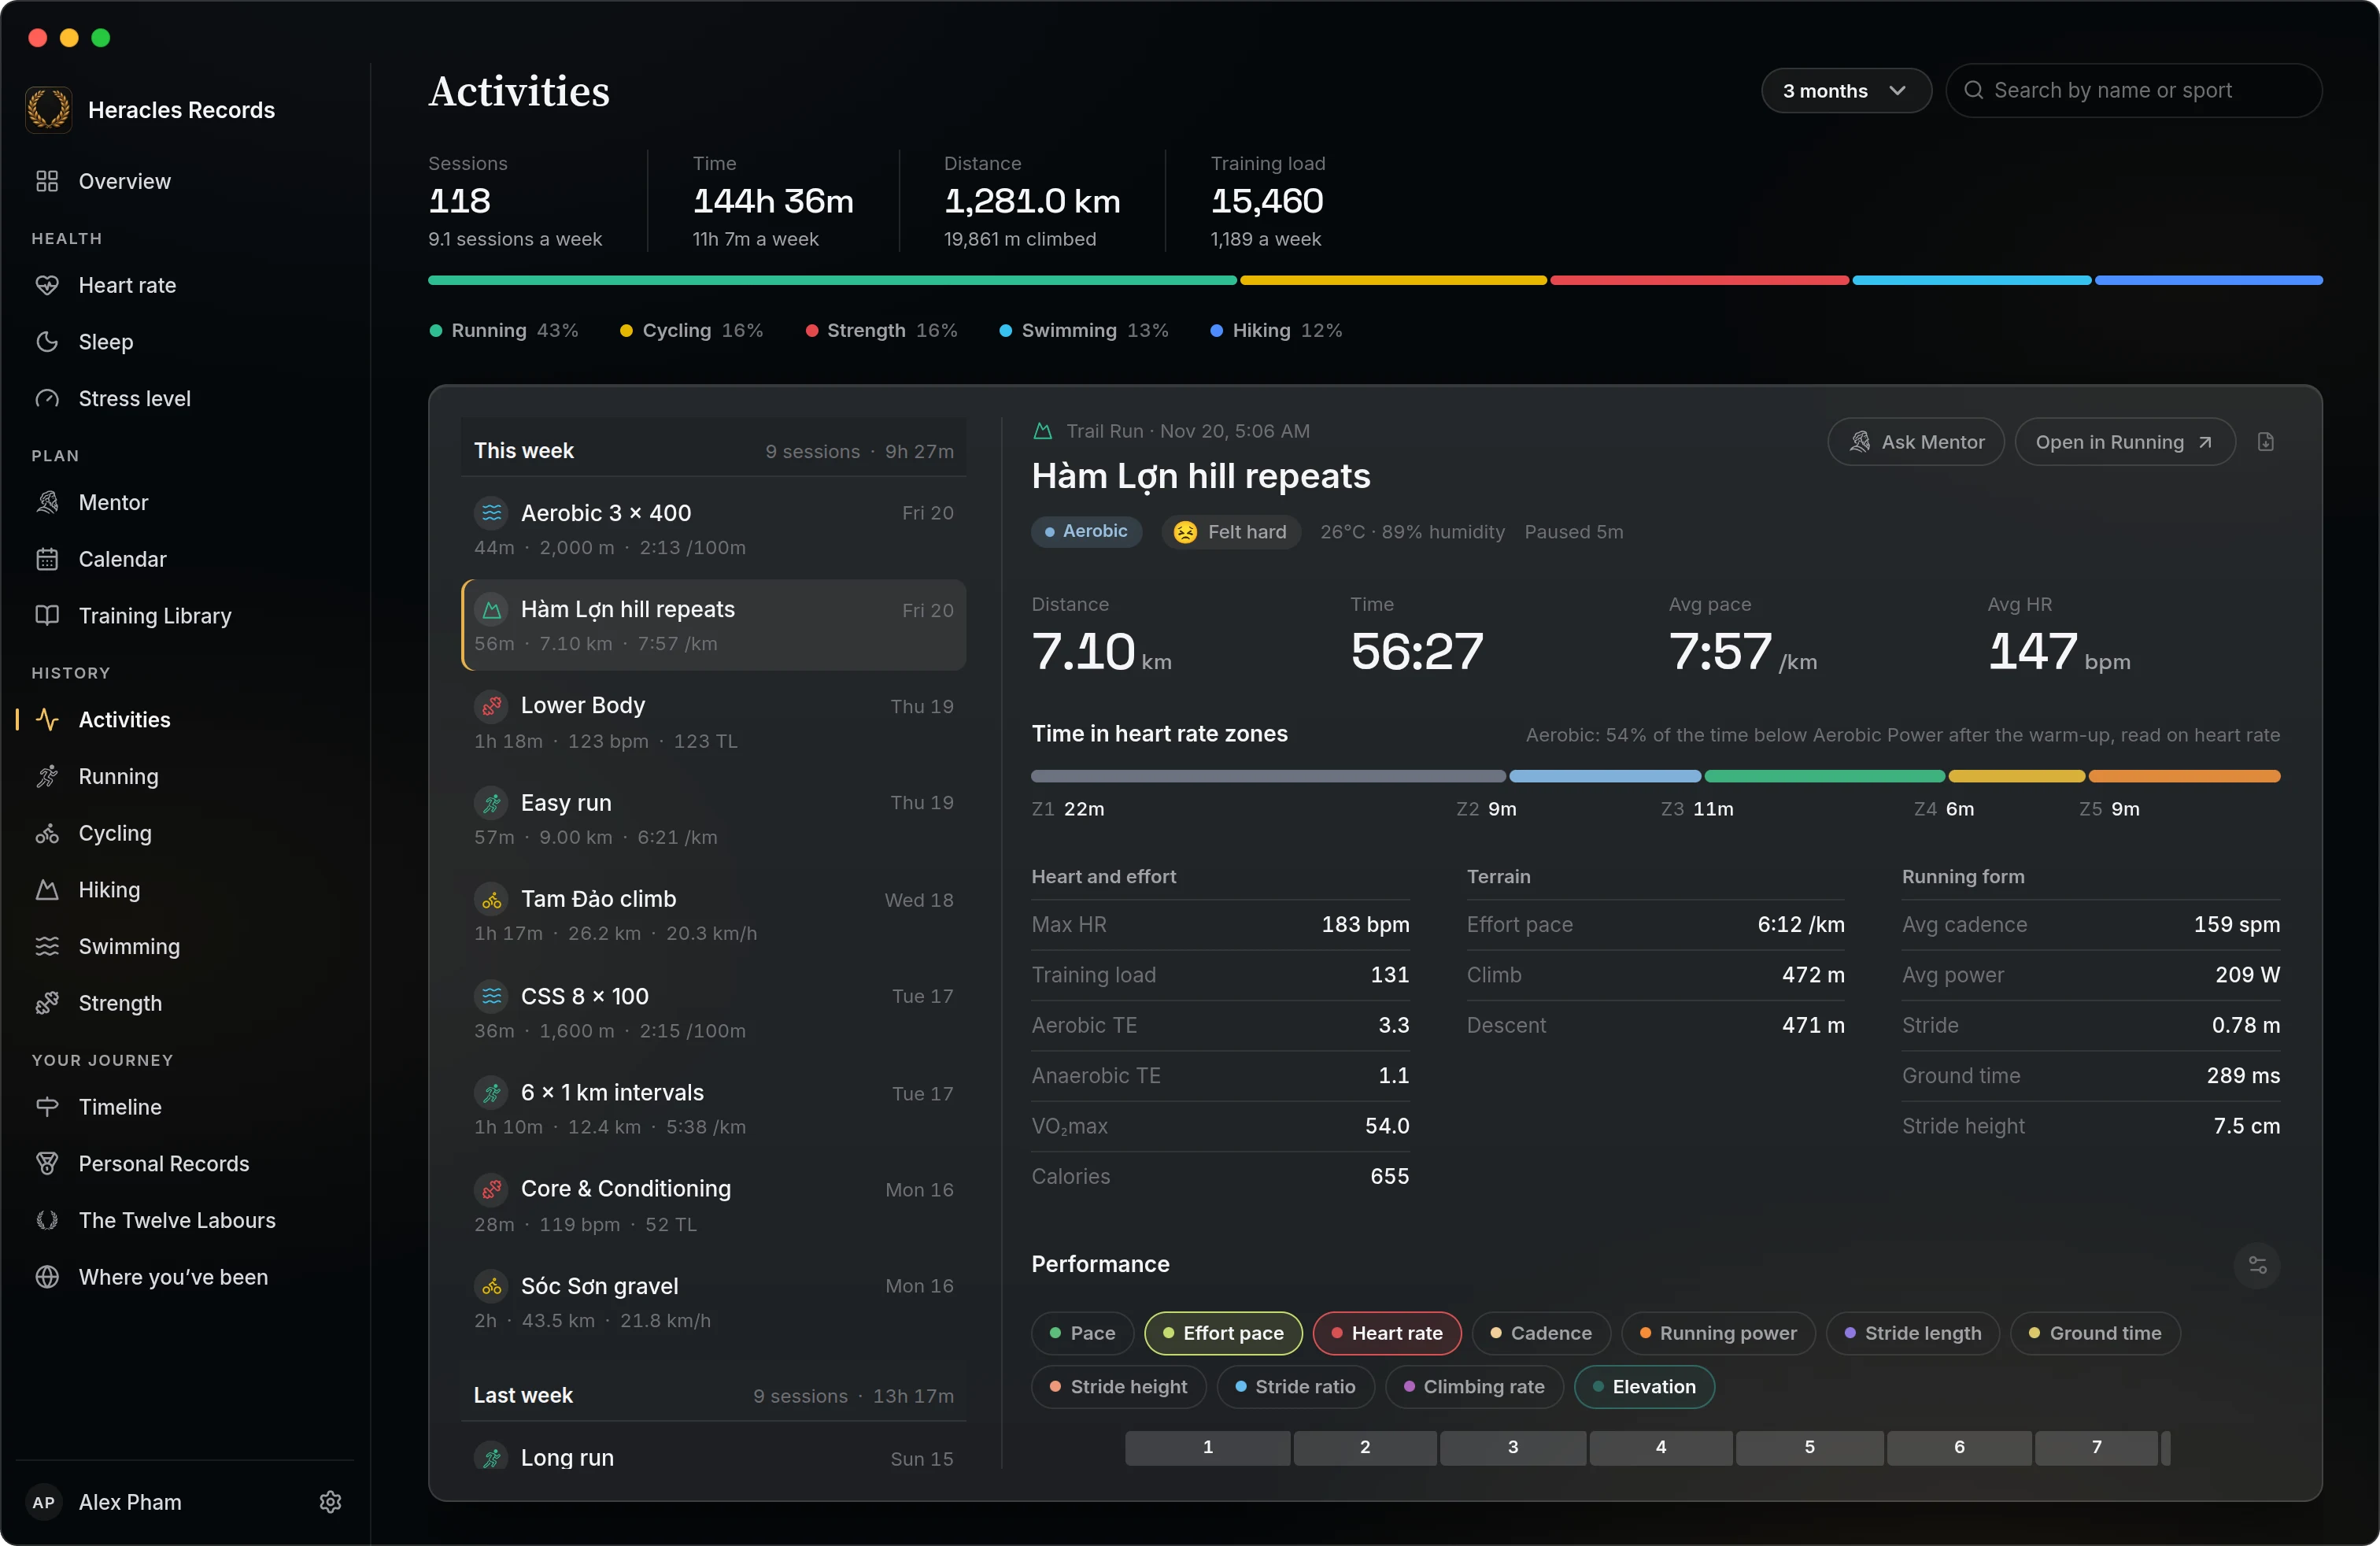 Heracles Records
Overview
HEALTH
Heart rate
Sleep
Stress level
PLAN
Mentor
Calendar
Training Library
HISTORY
Activities
Running
Cycling
Hiking
Swimming
Strength
YOUR JOURNEY
Timeline
Personal Records
The Twelve Labours
Where you’ve been
AP Alex Pham
Activities
3 months
Search by name or sport
Sessions
118
9.1 sessions a week
Time
144h 36m
11h 7m a week
Distance
1,281.0 km
19,861 m climbed
Training load
15,460
1,189 a week
Running 43% Cycling 16% Strength 16% Swimming 13% Hiking 12%
This week 9 sessions · 9h 27m
Aerobic 3 × 400 Fri 20
44m · 2,000 m · 2:13 /100m
Hàm Lợn hill repeats Fri 20
56m · 7.10 km · 7:57 /km
Lower Body Thu 19
1h 18m · 123 bpm · 123 TL
Easy run Thu 19
57m · 9.00 km · 6:21 /km
Tam Đảo climb Wed 18
1h 17m · 26.2 km · 20.3 km/h
CSS 8 × 100 Tue 17
36m · 1,600 m · 2:15 /100m
6 × 1 km intervals Tue 17
1h 10m · 12.4 km · 5:38 /km
Core & Conditioning Mon 16
28m · 119 bpm · 52 TL
Sóc Sơn gravel Mon 16
2h · 43.5 km · 21.8 km/h
Last week 9 sessions · 13h 17m
Long run Sun 15
Trail Run · Nov 20, 5:06 AM
Ask Mentor
Open in Running
Hàm Lợn hill repeats
Aerobic Felt hard 26°C · 89% humidity Paused 5m
Distance
7.10 km
Time
56:27
Avg pace
7:57 /km
Avg HR
147 bpm
Time in heart rate zones Aerobic: 54% of the time below Aerobic Power after the warm-up, read on heart rate
Z1 22m Z2 9m Z3 11m Z4 6m Z5 9m
Heart and effort
Max HR 183 bpm
Training load 131
Aerobic TE 3.3
Anaerobic TE 1.1
VO₂max 54.0
Calories 655
Terrain
Effort pace 6:12 /km
Climb 472 m
Descent 471 m
Running form
Avg cadence 159 spm
Avg power 209 W
Stride 0.78 m
Ground time 289 ms
Stride height 7.5 cm
Performance
Pace Effort pace Heart rate Cadence Running power Stride length Ground time
Stride height Stride ratio Climbing rate Elevation
1 2 3 4 5 6 7